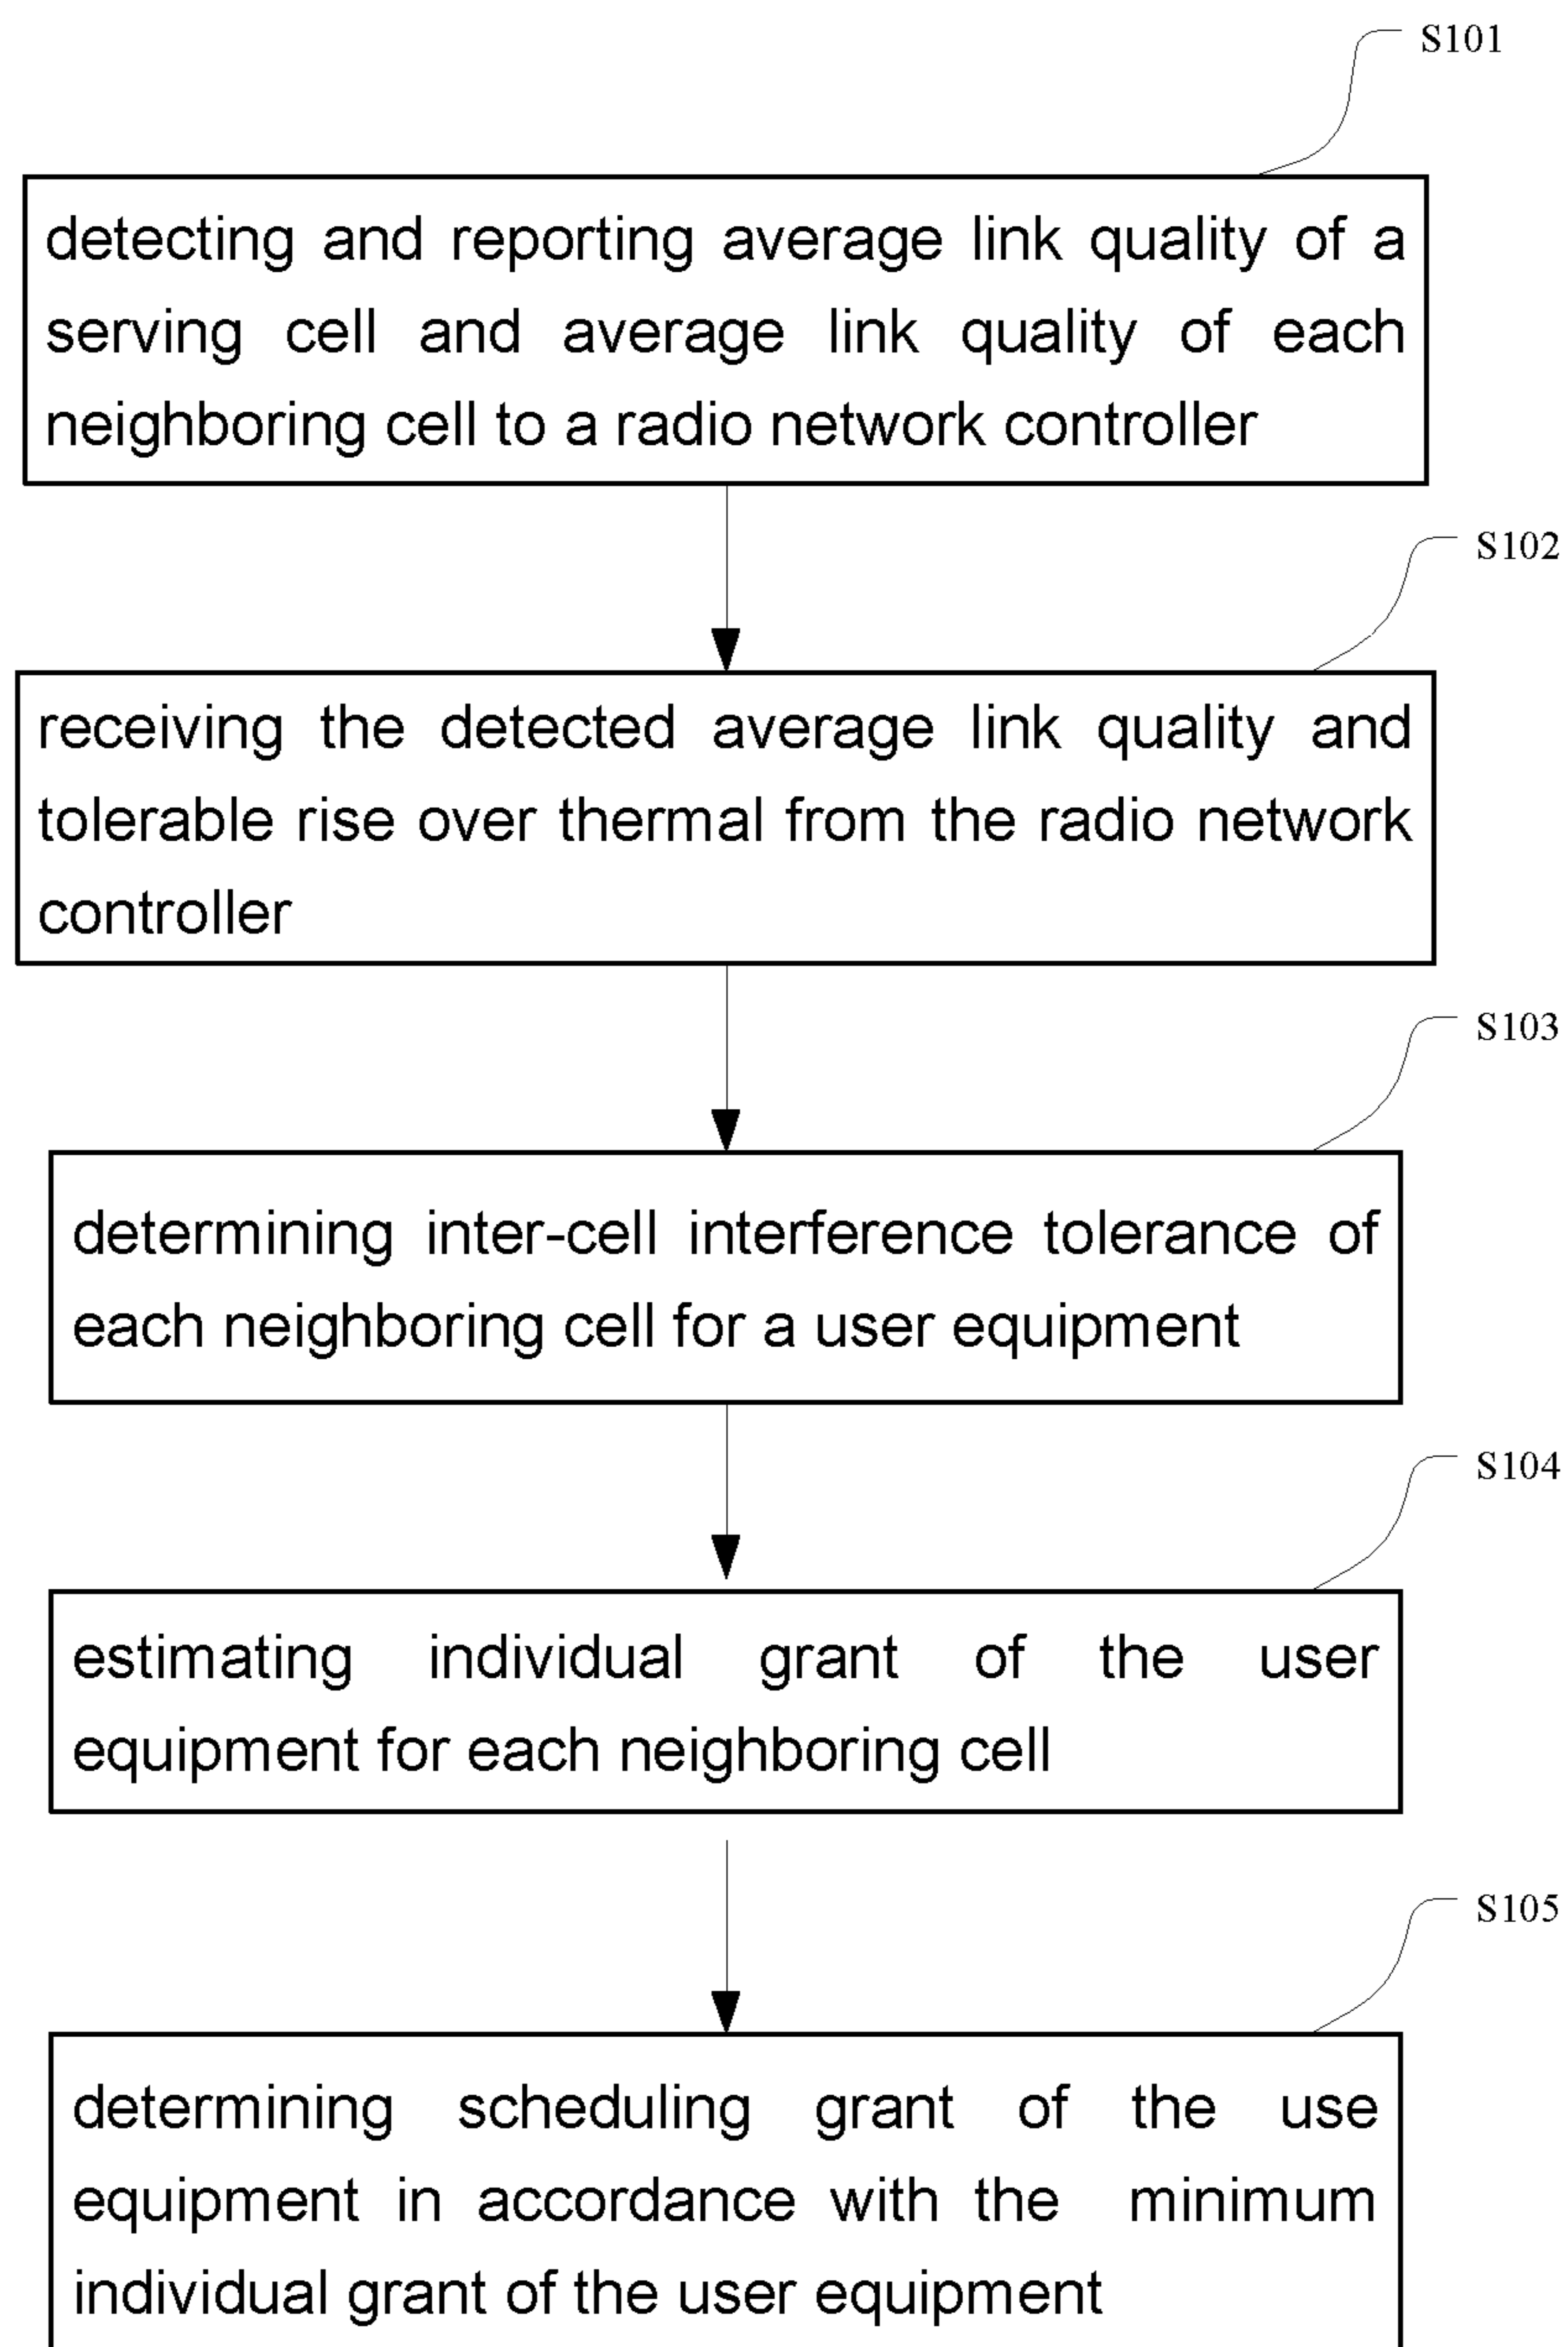 S101
detecting and reporting average link quality of a
serving cell and average link quality of each
neighboring cell to a radio network controller
S102
receiving the detected average link quality and
tolerable rise over thermal from the radio network
controller
S103
determining inter-cell interference tolerance of
each neighboring cell for a user equipment
S104
estimating individual grant of the user
equipment for each neighboring cell
S105
determining scheduling grant of the use
equipment in accordance with the minimum
individual grant of the user equipment